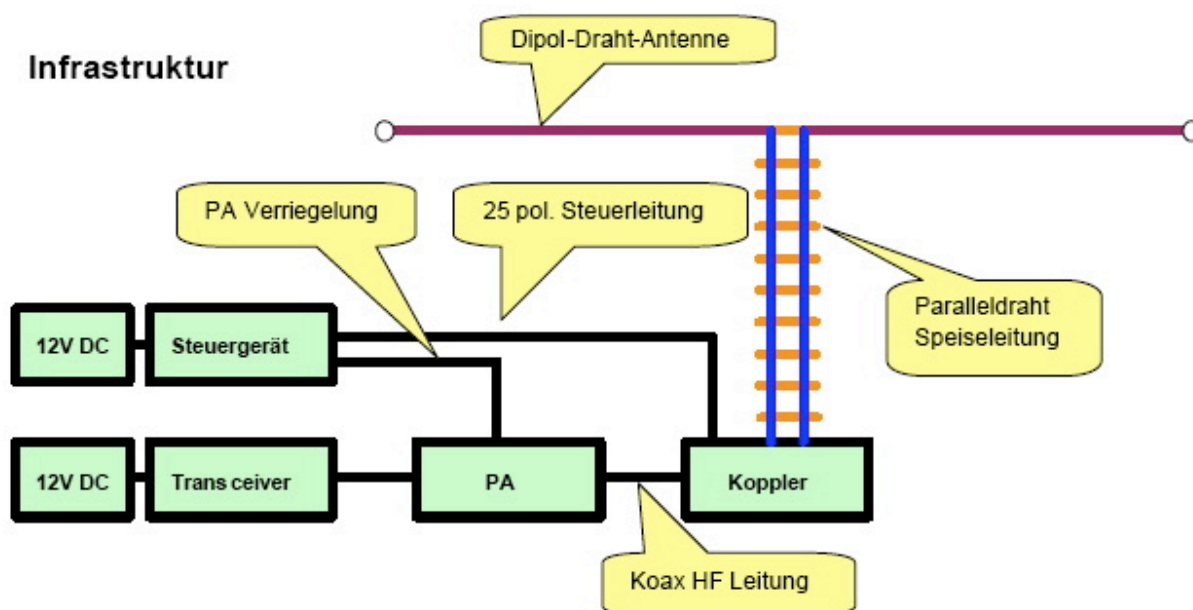 Infrastruktur
Dipol-Draht-Antenne
PA Verriegelung
25 pol. Steuerleitung
Paralleldraht
Speiseleitung
12V DC
Steuergerät
12V DC
Trans ceiver
PA
Koppler
Koax HF Leitung